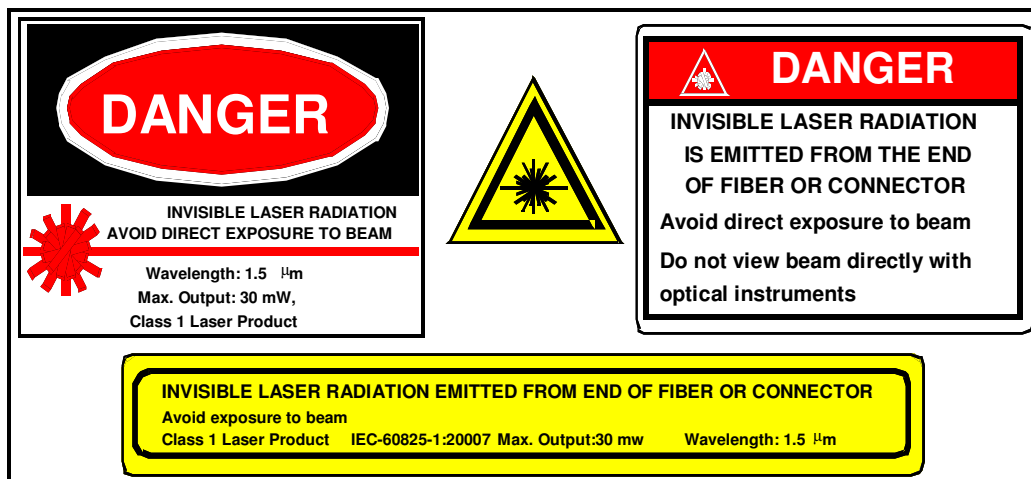 DANGER
INVISIBLE LASER RADIATION
AVOID DIRECT EXPOSURE TO BEAM
Wavelength: 1.5 μm
Max. Output: 30 mW,
Class 1 Laser Product
DANGER
INVISIBLE LASER RADIATION
IS EMITTED FROM THE END
OF FIBER OR CONNECTOR
Avoid direct exposure to beam
Do not view beam directly with
optical instruments
INVISIBLE LASER RADIATION EMITTED FROM END OF FIBER OR CONNECTOR
Avoid exposure to beam
Class 1 Laser Product IEC-60825-1:20007 Max. Output:30 mw Wavelength: 1.5 μm